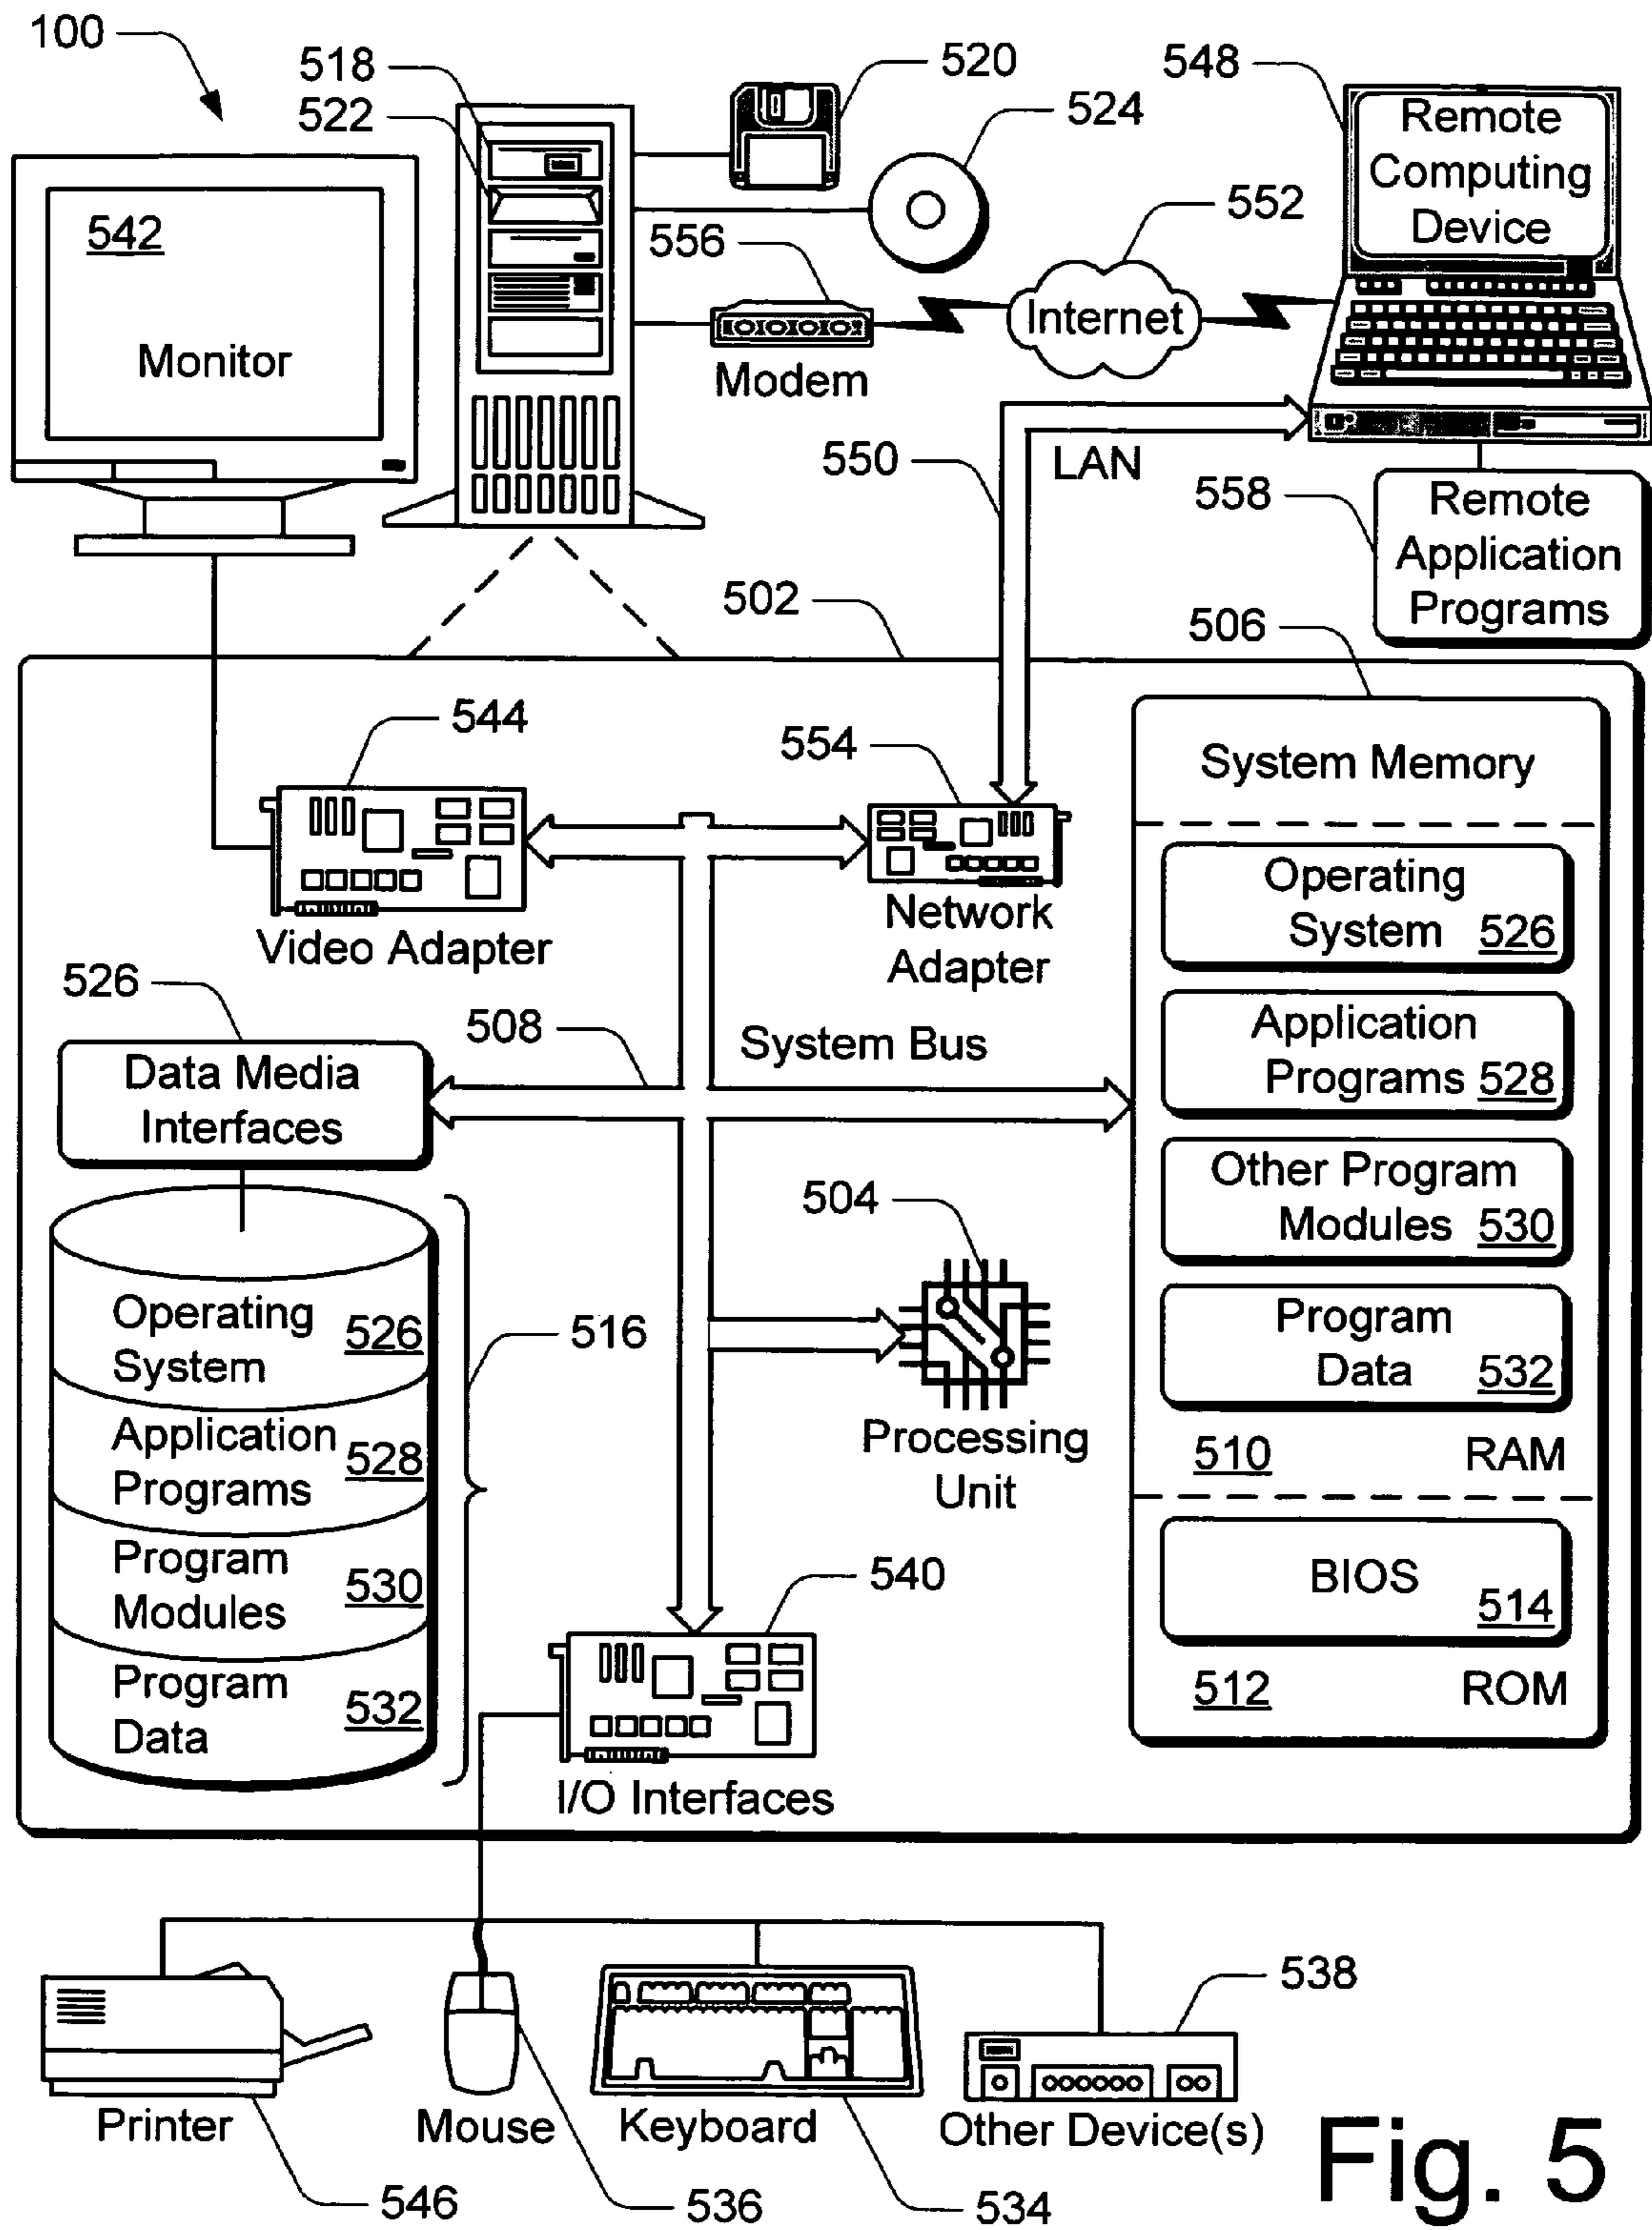 100
518
522
520
524
548
Remote
Computing
Device
542
Monitor
556
552
Internet
Modem
550
LAN
558
Remote
Application
Programs
502
506
544
554
System Memory
Video Adapter
Network
Adapter
Operating
System 526
526
508
System Bus
Application
Programs 528
Data Media
Interfaces
Other Program
Modules 530
504
Operating
System 526
516
Program
Data 532
Application
Programs 528
Processing
Unit
510 RAM
Program
Modules 530
540
BIOS
514
Program
Data 532
512 ROM
I/O Interfaces
538
Printer
Mouse
Keyboard
Other Device(s)
546
536
534
Fig. 5